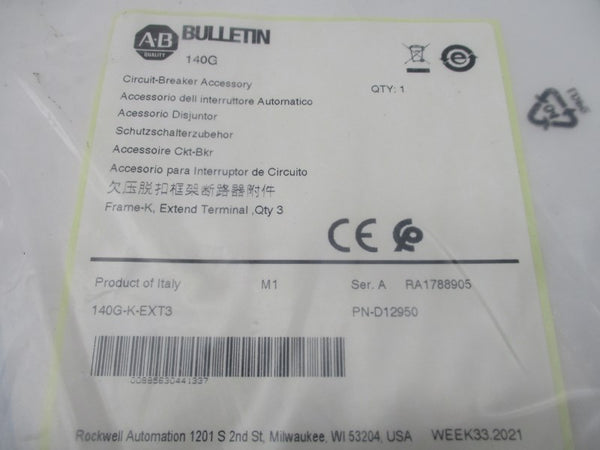 A-B
QUALITY
BULLETIN
140G
Circuit-Breaker Accessory
QTY: 1
Accessorio dell interruttore Automatico
Acessorio Disjuntor
Schutzschalterzubehor
Accessoire Ckt-Bkr
Accesorio para Interruptor de Circuito
欠压脱扣框架断路器附件
Frame-K, Extend Terminal ,Qty 3
CE
Product of Italy M1 Ser. A RA1788905
140G-K-EXT3 PN-D12950
00885630441337
Rockwell Automation 1201 S 2nd St, Milwaukee, WI 53204, USA WEEK33.2021